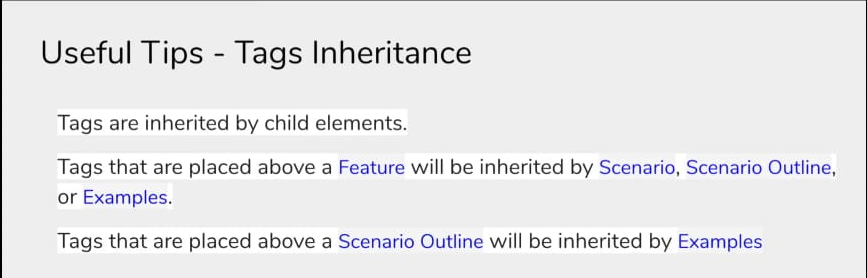 Useful Tips - Tags Inheritance
Tags are inherited by child elements.
Tags that are placed above a Feature will be inherited by Scenario, Scenario Outline,
or Examples.
Tags that are placed above a Scenario Outline will be inherited by Examples